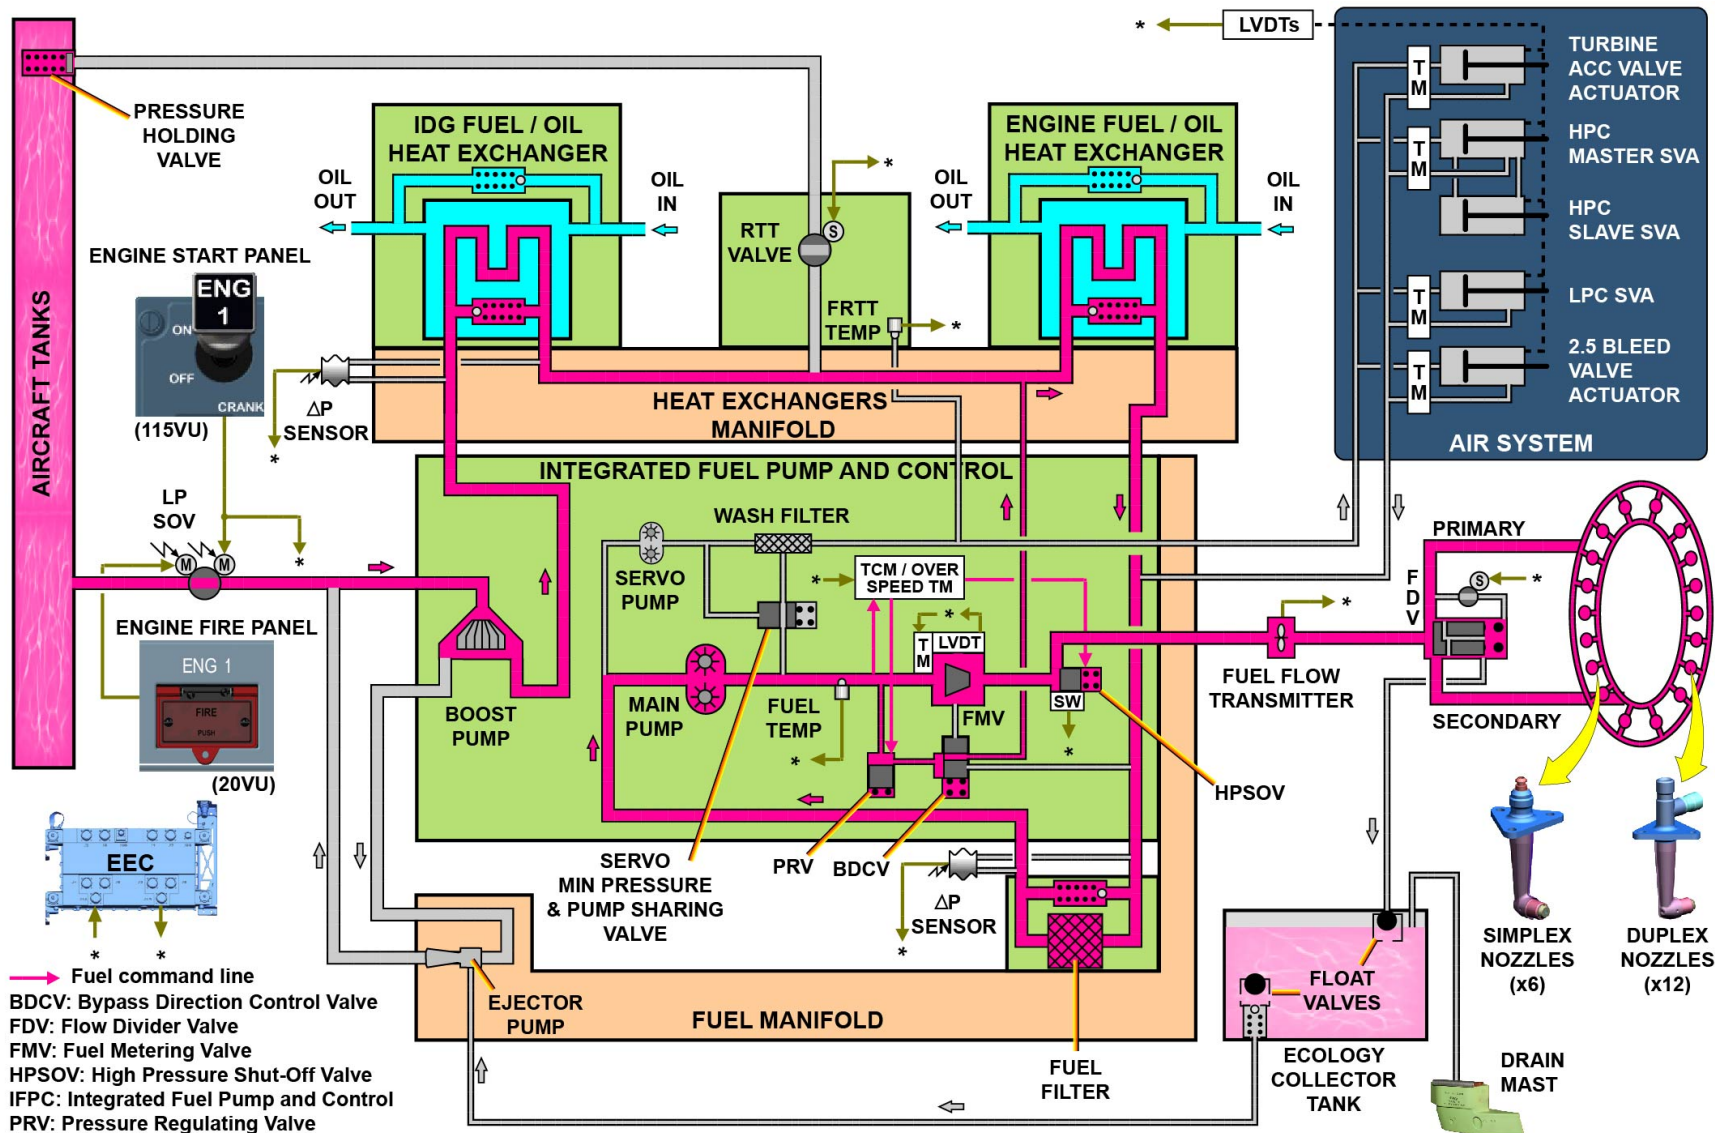 LVDTs
*
PRESSURE
HOLDING
VALVE
AIRCRAFT TANKS
IDG FUEL / OIL
HEAT EXCHANGER
OIL
OUT
OIL
IN
RTT
VALVE
S
*
FRTT
TEMP
*
ENGINE FUEL / OIL
HEAT EXCHANGER
OIL
OUT
OIL
IN
TURBINE
ACC VALVE
ACTUATOR
HPC
MASTER SVA
HPC
SLAVE SVA
LPC SVA
2.5 BLEED
VALVE
ACTUATOR
TM
TM
TM
TM
AIR SYSTEM
ENGINE START PANEL
ENG
1
ON
OFF
CRANK
(115VU)
ΔP
SENSOR
*
HEAT EXCHANGERS
MANIFOLD
LP
SOV
M
M
*
ENGINE FIRE PANEL
ENG 1
FIRE
PUSH
(20VU)
INTEGRATED FUEL PUMP AND CONTROL
WASH FILTER
SERVO
PUMP
*
TCM / OVER
SPEED TM
*
*
TM
LVDT
BOOST
PUMP
MAIN
PUMP
FUEL
TEMP
*
FMV
SW
*
HPSOV
PRV
BDCV
SERVO
MIN PRESSURE
& PUMP SHARING
VALVE
ΔP
SENSOR
*
PRIMARY
FDV
S
*
*
FUEL FLOW
TRANSMITTER
SECONDARY
SIMPLEX
NOZZLES
(x6)
DUPLEX
NOZZLES
(x12)
EEC
*
*
EJECTOR
PUMP
FUEL MANIFOLD
FUEL
FILTER
FLOAT
VALVES
ECOLOGY
COLLECTOR
TANK
DRAIN
MAST
Fuel command line
BDCV: Bypass Direction Control Valve
FDV: Flow Divider Valve
FMV: Fuel Metering Valve
HPSOV: High Pressure Shut-Off Valve
IFPC: Integrated Fuel Pump and Control
PRV: Pressure Regulating Valve